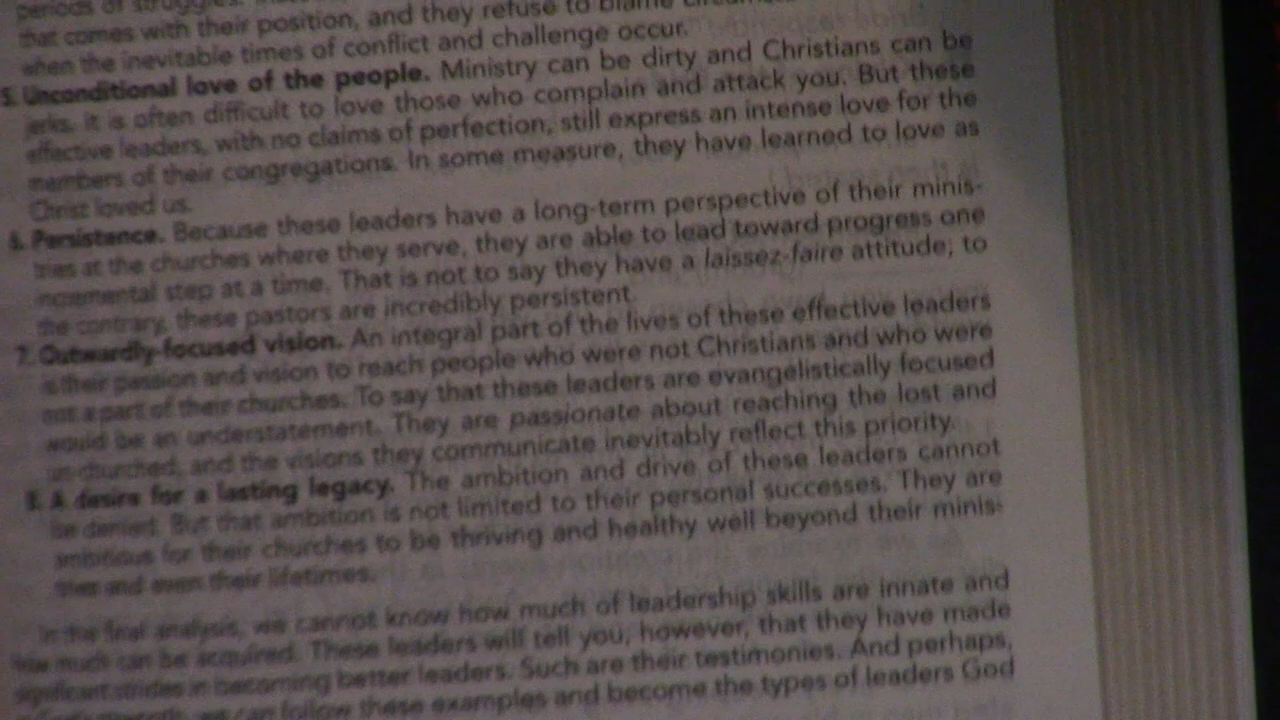 periods of struggles.
that comes with their position, and they refuse to blame
when the inevitable times of conflict and challenge occur.
5. Unconditional love of the people. Ministry can be dirty and Christians can be
jerks. It is often difficult to love those who complain and attack you. But these
effective leaders, with no claims of perfection, still express an intense love for the
members of their congregations. In some measure, they have learned to love as
Christ loved us.
6. Persistence. Because these leaders have a long-term perspective of their minis-
tries at the churches where they serve, they are able to lead toward progress one
incremental step at a time. That is not to say they have a laissez-faire attitude; to
the contrary, these pastors are incredibly persistent.
7. Outwardly-focused vision. An integral part of the lives of these effective leaders
is their passion and vision to reach people who were not Christians and who were
not a part of their churches. To say that these leaders are evangelistically focused
would be an understatement. They are passionate about reaching the lost and
unchurched, and the visions they communicate inevitably reflect this priority.
8. A desire for a lasting legacy. The ambition and drive of these leaders cannot
be denied. But that ambition is not limited to their personal successes. They are
ambitious for their churches to be thriving and healthy well beyond their minis-
tries and even their lifetimes.
In the final analysis, we cannot know how much of leadership skills are innate and
how much can be acquired. These leaders will tell you, however, that they have made
significant strides in becoming better leaders. Such are their testimonies. And perhaps,
we can follow these examples and become the types of leaders God